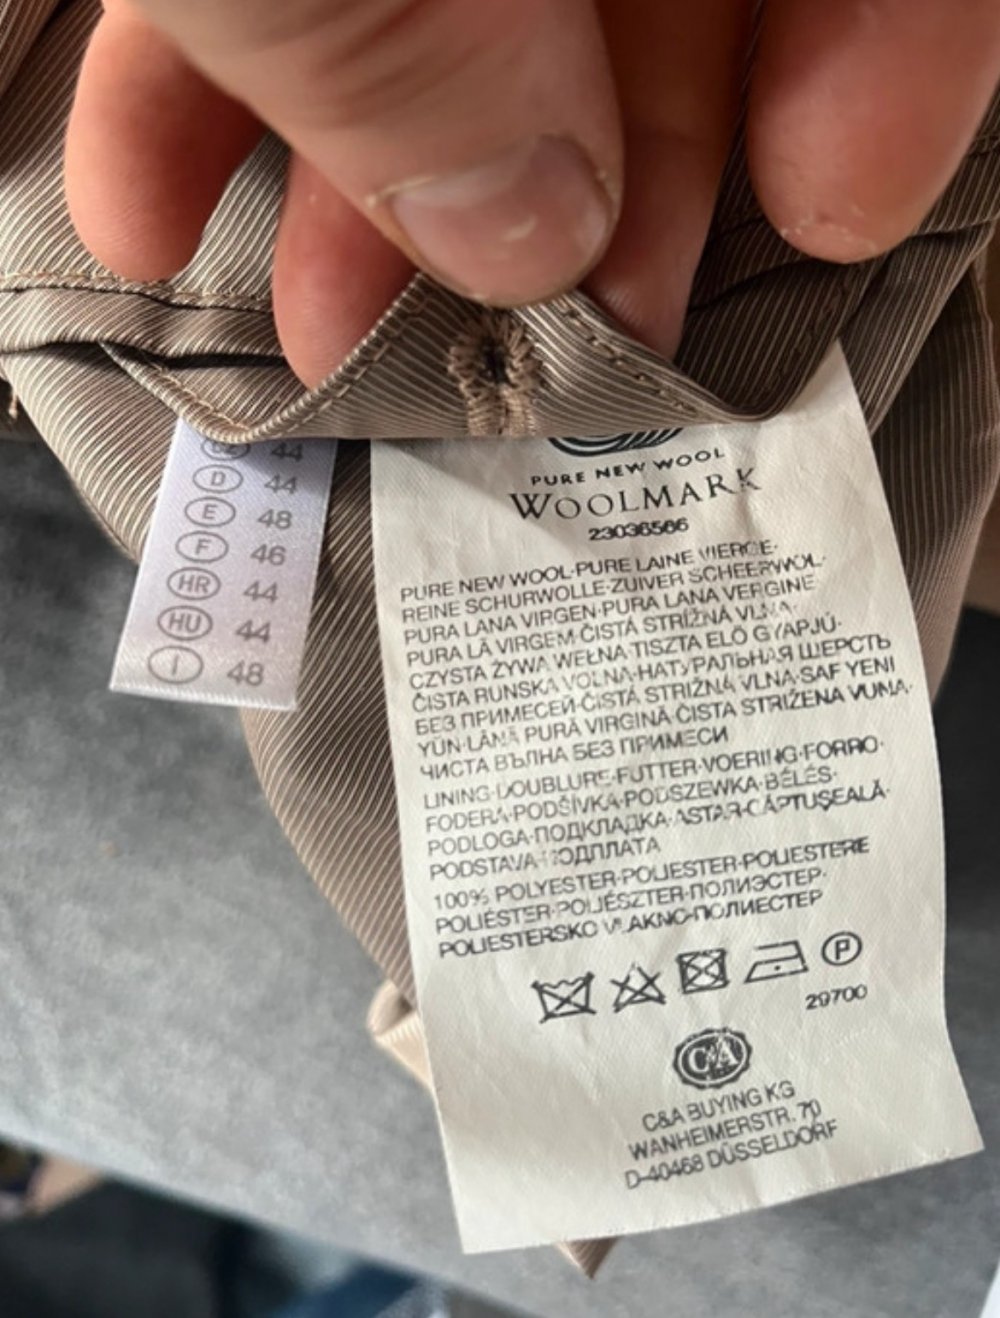 CZ 44
D 44
E 48
F 46
HR 44
HU 44
I 48
PURE NEW WOOL
WOOLMARK
23036566
PURE NEW WOOL·PURE LAINE VIERGE·
REINE SCHURWOLLE·ZUIVER SCHEERWOL·
PURA LANA VIRGEN·PURA LANA VERGINE·
PURA LÃ VIRGEM·ČISTÁ STRIŽNÁ VLNA·
CZYSTA ŻYWA WEŁNA·TISZTA ELŐ GYAPJÚ·
ČISTA RUNSKA VOLNA·НАТУРАЛЬНАЯ ШЕРСТЬ
БЕЗ ПРИМЕСЕЙ·ČISTÁ STRIŽNÁ VLNA·SAF YENI
YÜN·LÂNĂ PURĂ VIRGINĂ·ČISTA STRIŽENA VUNA·
ЧИСТА ВЪЛНА БЕЗ ПРИМЕСИ
LINING·DOUBLURE·FUTTER·VOERING·FORRO·
FODERA·PODŠÍVKA·PODSZEWKA·BÉLÉS·
PODLOGA·ПОДКЛАДКА·ASTAR·CĂPTUŞEALĂ·
PODSTAVA·ПОДПЛАТА
100% POLYESTER·POLIESTER·POLIESTERE
POLIÉSTER·POLIÉSZTER·ПОЛИЭСТЕР·
POLIESTERSKO VLAKNO·ПОЛИЕСТЕР
P
29700
C&A
C&A BUYING KG
WANHEIMERSTR. 70
D-40468 DÜSSELDORF